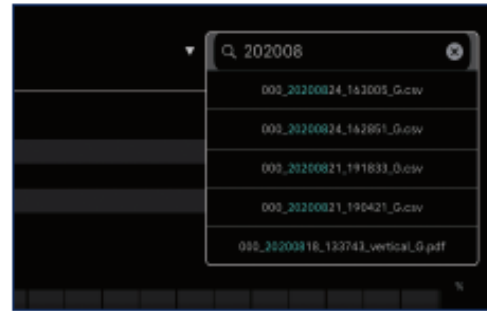 202008
000_20200824_163005_G.csv
000_20200824_162851_G.csv
000_20200821_191833_G.csv
000_20200821_190421_G.csv
000_20200818_133743_vertical_G.pdf
%